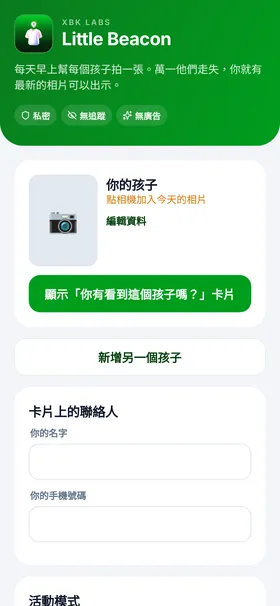 XBK LABS
Little Beacon
每天早上幫每個孩子拍一張。萬一他們走失，你就有
最新的相片可以出示。
私密
無追蹤
無廣告
你的孩子
點相機加入今天的相片
編輯資料
顯示「你有看到這個孩子嗎？」卡片
新增另一個孩子
卡片上的聯絡人
你的名字
你的手機號碼
活動模式